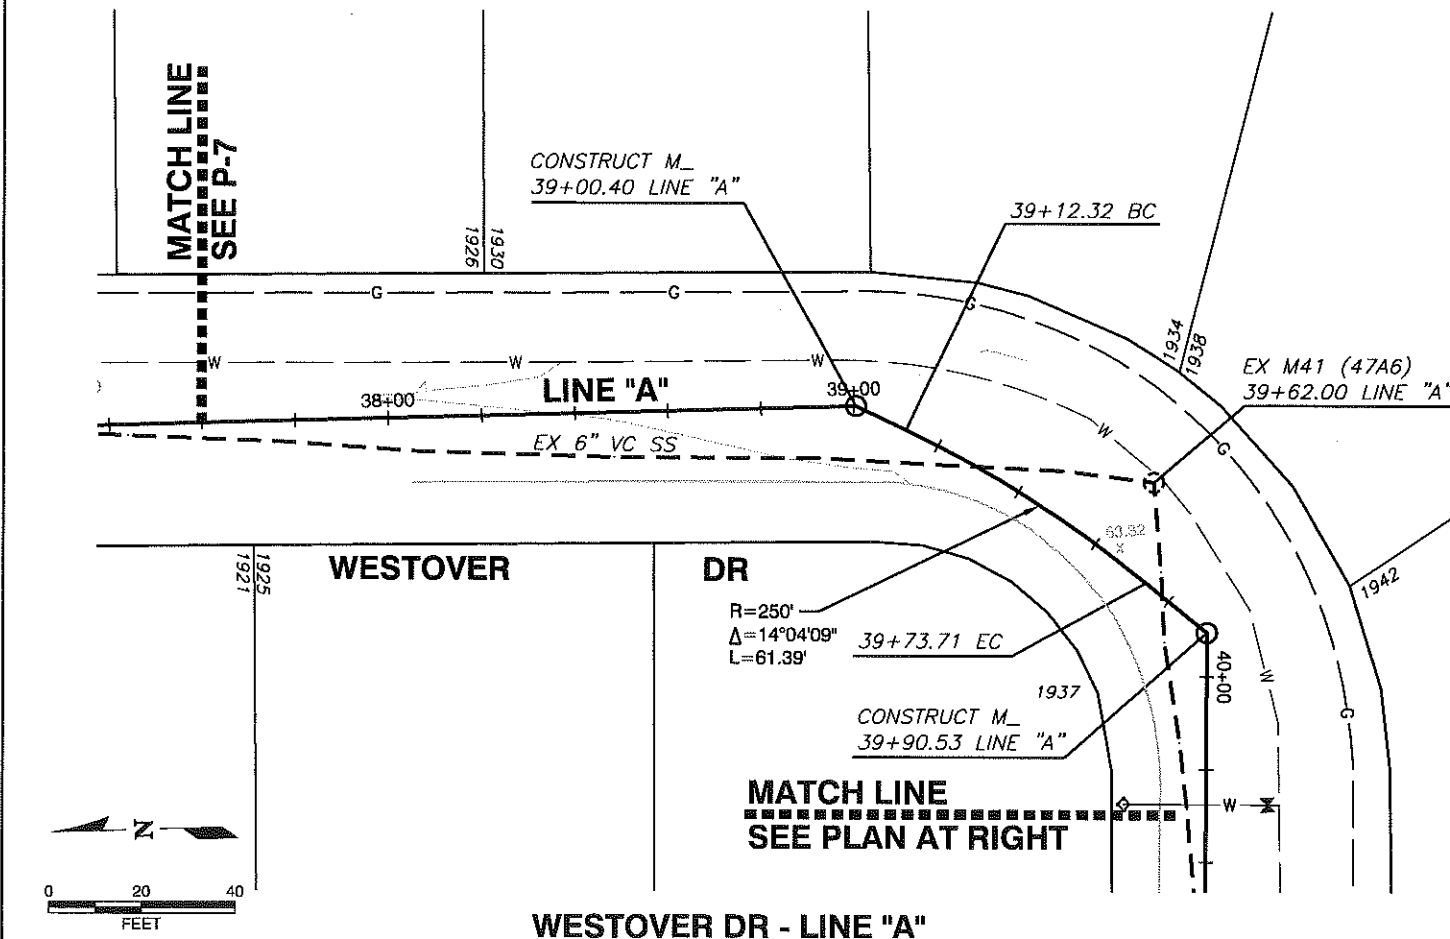 MATCH LINE
SEE P-7
CONSTRUCT M_
39+00.40 LINE "A"
39+12.32 BC
1926
1930
G
G
G
1934
1938
EX M41 (47A6)
39+62.00 LINE "A"
W
W
W
LINE "A"
38+00
39+00
W
G
EX 6" VC SS
63.92
x
1921
1925
WESTOVER DR
1942
R=250'
Δ=14°04'09"
L=61.39'
39+73.71 EC
40+00
W
1937
G
CONSTRUCT M_
39+90.53 LINE "A"
MATCH LINE
W
SEE PLAN AT RIGHT
N
0 20 40
FEET
WESTOVER DR - LINE "A"